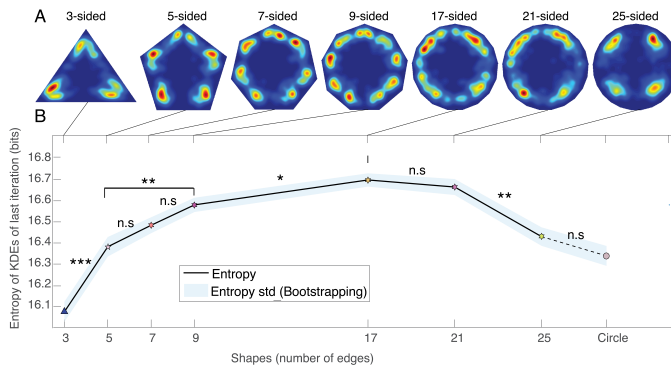 A
3-sided 5-sided 7-sided 9-sided 17-sided 21-sided 25-sided
B
Entropy of KDEs of last iteration (bits)
16.8
16.7
16.6
16.5
16.4
16.3
16.2
16.1
*** n.s n.s ** * n.s ** n.s
Entropy
Entropy std_(Bootstrapping)
3 5 7 9 17 21 25 Circle
Shapes (number of edges)